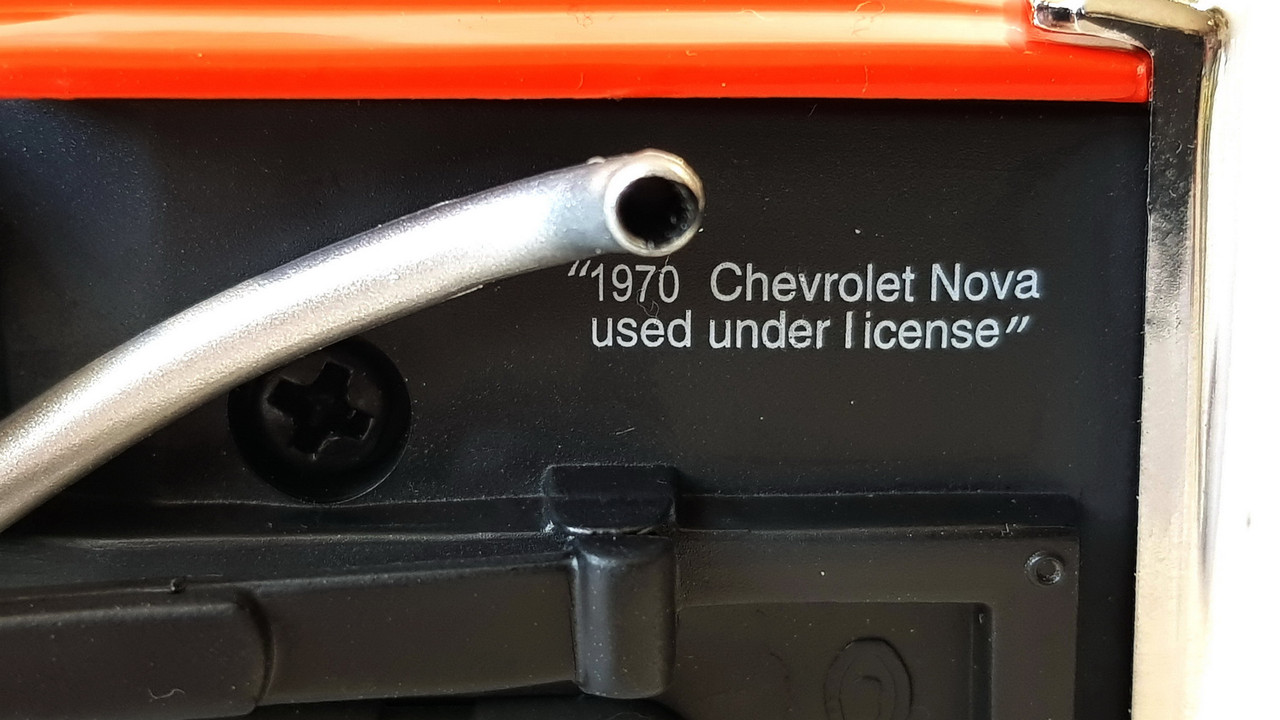 “1970 Chevrolet Nova
used under license”